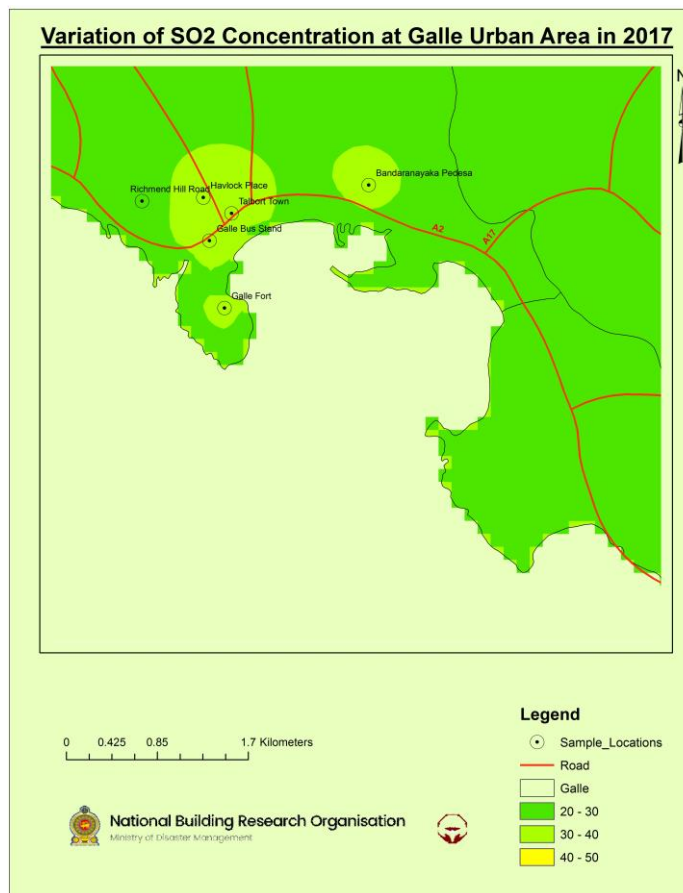 Variation of SO2 Concentration at Galle Urban Area in 2017
N
Bandaranayaka Pedesa
Richmend Hill Road
Havlock Place
Talbort Town
Galle Bus Stand
A2
A17
Galle Fort
Legend
Sample_Locations
Road
Galle
20 - 30
30 - 40
40 - 50
0 0.425 0.85 1.7 Kilometers
National Building Research Organisation
Ministry of Disaster Management